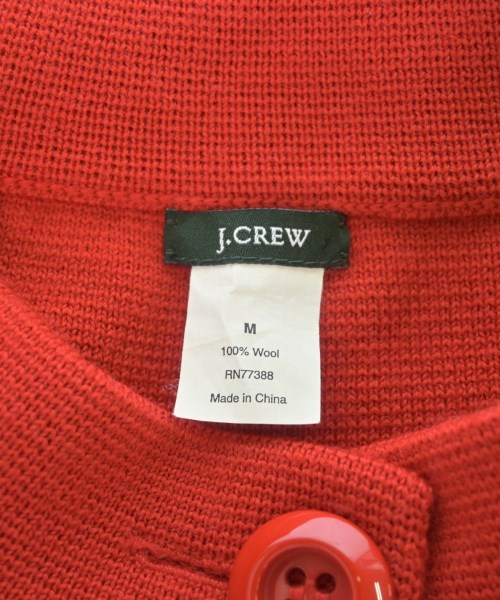 J.CREW
M
100% Wool
RN77388
Made in China